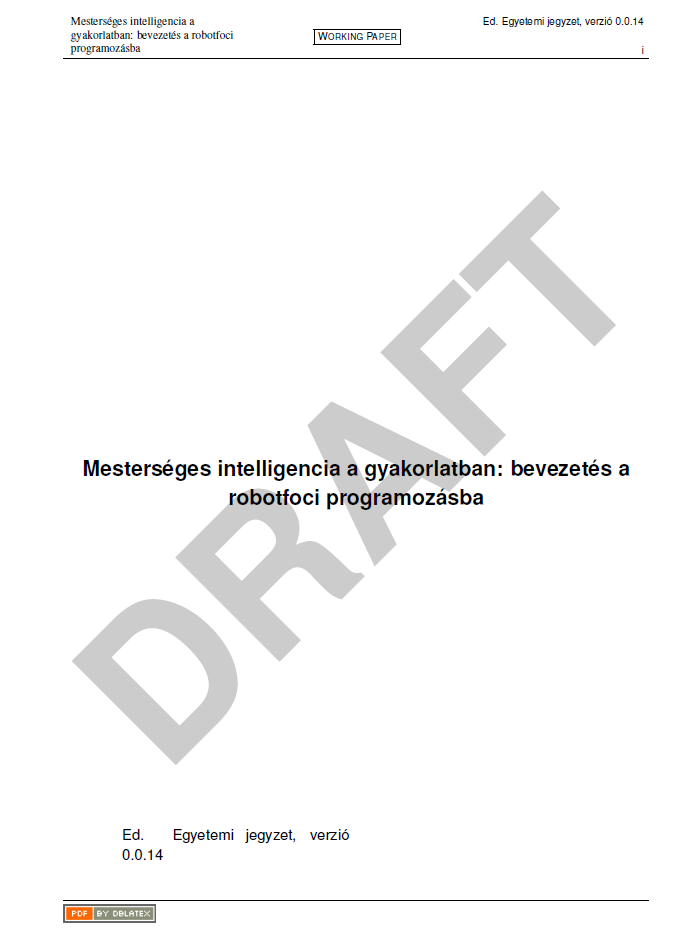 Mesterséges intelligencia a
gyakorlatban: bevezetés a robotfoci
programozásba
WORKING PAPER
Ed. Egyetemi jegyzet, verzió 0.0.14
i
DRAFT
Mesterséges intelligencia a gyakorlatban: bevezetés a
robotfoci programozásba
Ed. Egyetemi jegyzet, verzió
0.0.14
PDF BY DBLATEX